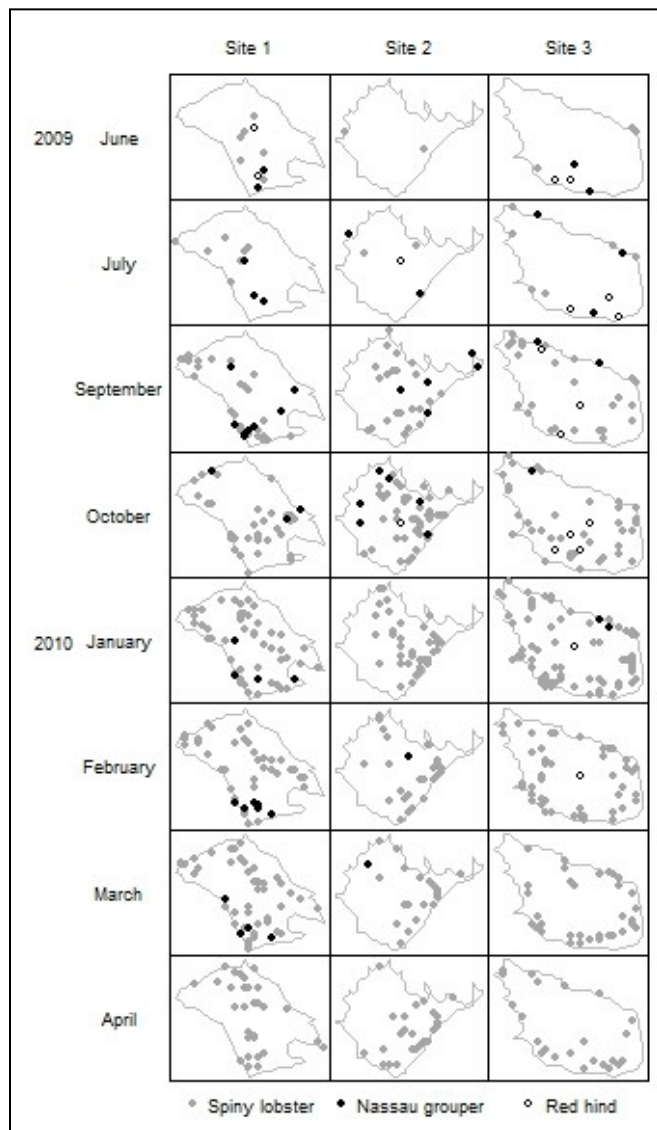 Site 1 Site 2 Site 3
2009 June
July
September
October
2010 January
February
March
April
Spiny lobster Nassau grouper Red hind